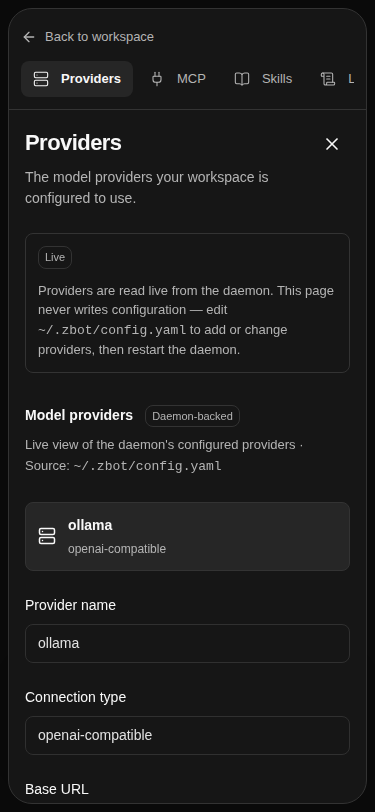 Back to workspace
Providers
MCP
Skills
L
Providers
The model providers your workspace is
configured to use.
Live
Providers are read live from the daemon. This page
never writes configuration — edit
~/.zbot/config.yaml to add or change
providers, then restart the daemon.
Model providers
Daemon-backed
Live view of the daemon's configured providers ·
Source: ~/.zbot/config.yaml
ollama
openai-compatible
Provider name
ollama
Connection type
openai-compatible
Base URL